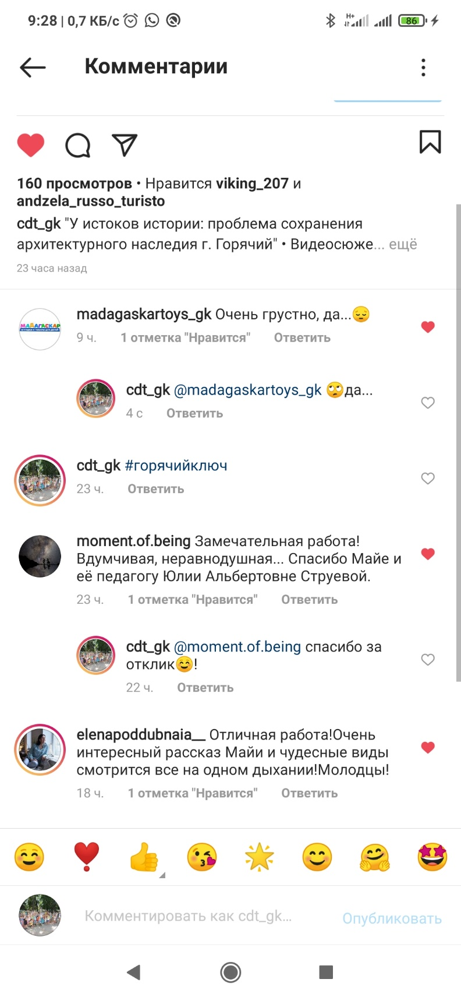 9:28 | 0,7 КБ/с
H+
86
Комментарии
160 просмотров • Нравится viking_207 и
andzela_russo_turisto
cdt_gk "У истоков истории: проблема сохранения
архитектурного наследия г. Горячий" • Видеосюже... ещё
23 часа назад
МАДАГАСКАР
madagaskartoys_gk Очень грустно, да...😔
9 ч. 1 отметка "Нравится" Ответить
cdt_gk @madagaskartoys_gk 🙄да...
4 с Ответить
cdt_gk #горячийключ
23 ч. Ответить
moment.of.being Замечательная работа!
Вдумчивая, неравнодушная... Спасибо Майе и
её педагогу Юлии Альбертовне Струевой.
23 ч. 1 отметка "Нравится" Ответить
cdt_gk @moment.of.being спасибо за
отклик☺️!
22 ч. Ответить
elenapoddubnaia__ Отличная работа!Очень
интересный рассказ Майи и чудесные виды
смотрится все на одном дыхании!Молодцы!
18 ч. 1 отметка "Нравится" Ответить
Комментировать как cdt_gk...
Опубликовать